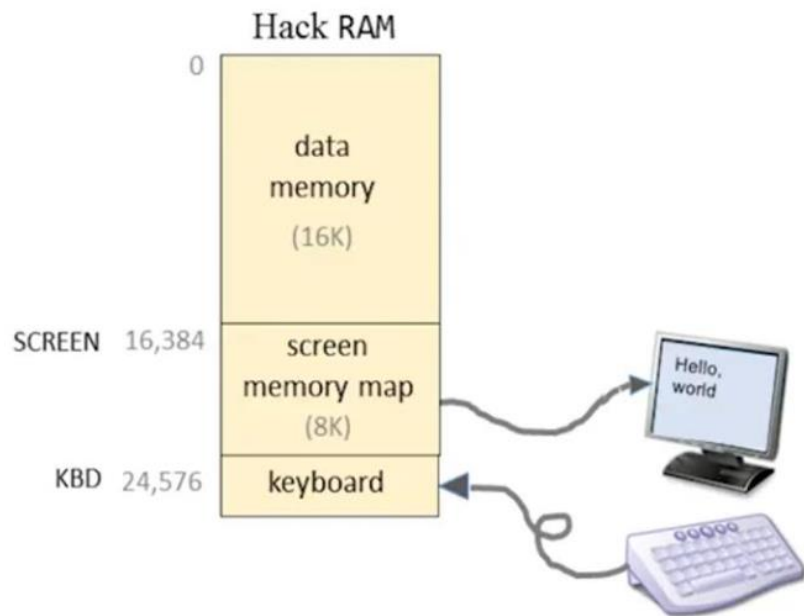 Hack RAM
0
data
memory
(16K)
SCREEN 16,384
screen
memory map
(8K)
Hello,
world
KBD 24,576
keyboard